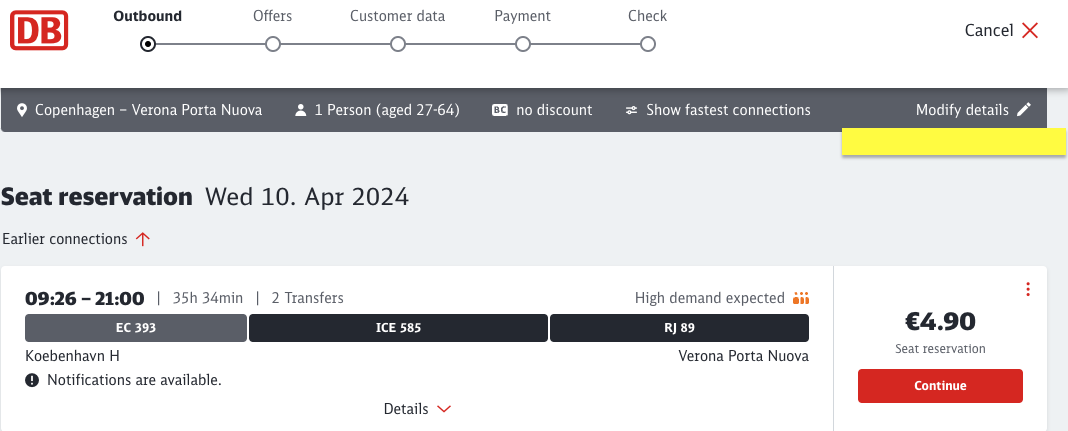 Outbound Offers Customer data Payment Check
DB
Cancel
Copenhagen – Verona Porta Nuova 1 Person (aged 27-64) BC no discount Show fastest connections Modify details
Seat reservation Wed 10. Apr 2024
Earlier connections
09:26 – 21:00 | 35h 34min | 2 Transfers High demand expected
EC 393 ICE 585 RJ 89
Koebenhavn H Verona Porta Nuova
Notifications are available.
Details
€4.90
Seat reservation
Continue